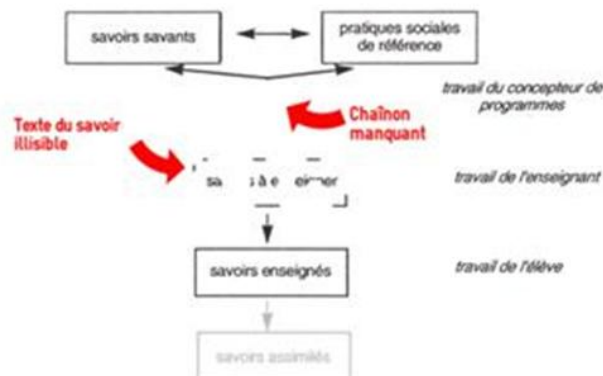 savoirs savants
pratiques sociales
de référence
travail du concepteur de
programmes
Chaînon
manquant
Texte du savoir
illisible
sa s à e
travail de l'enseignant
savoirs enseignés
travail de l'élève
savoirs assimilés